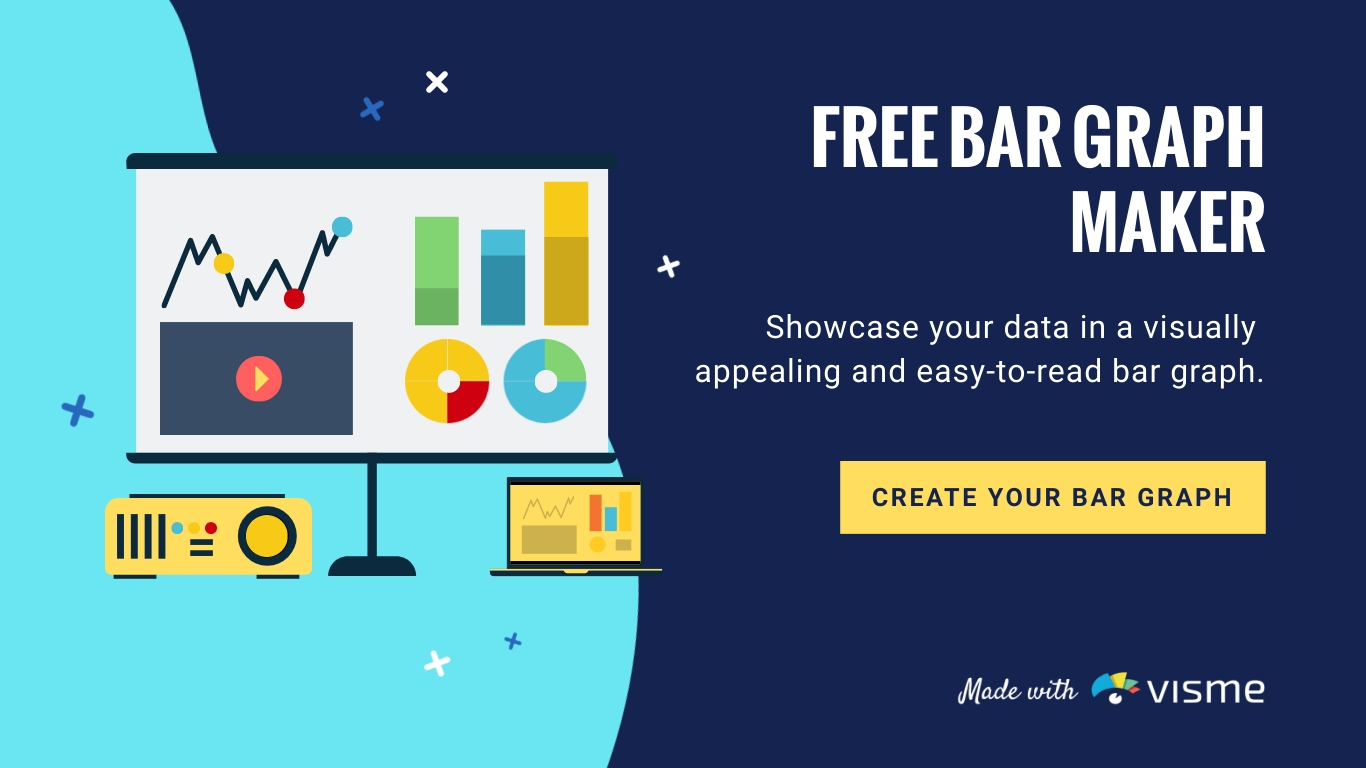 FREE BAR GRAPH
MAKER
Showcase your data in a visually
appealing and easy-to-read bar graph.
CREATE YOUR BAR GRAPH
Made with VISME